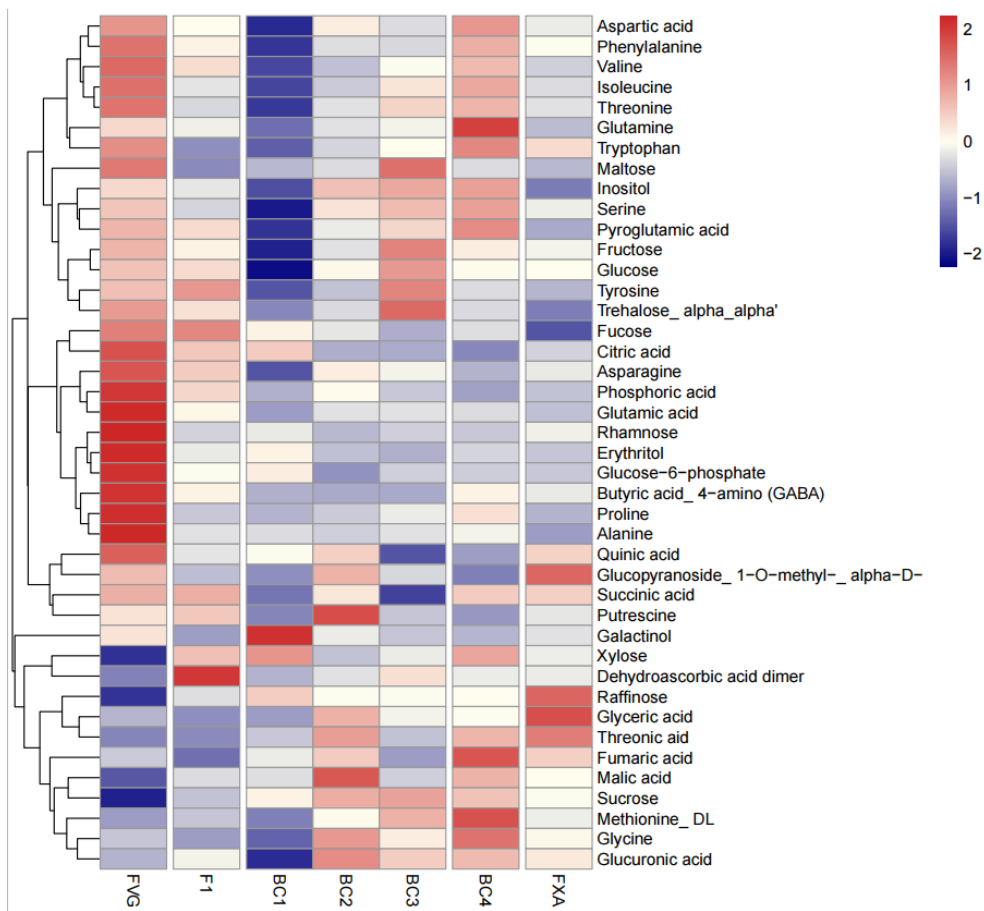 Aspartic acid
Phenylalanine
Valine
Isoleucine
Threonine
Glutamine
Tryptophan
Maltose
Inositol
Serine
Pyroglutamic acid
Fructose
Glucose
Tyrosine
Trehalose_ alpha_alpha'
Fucose
Citric acid
Asparagine
Phosphoric acid
Glutamic acid
Rhamnose
Erythritol
Glucose−6−phosphate
Butyric acid_ 4−amino (GABA)
Proline
Alanine
Quinic acid
Glucopyranoside_ 1-O-methyl-_ alpha-D-
Succinic acid
Putrescine
Galactinol
Xylose
Dehydroascorbic acid dimer
Raffinose
Glyceric acid
Threonic aid
Fumaric acid
Malic acid
Sucrose
Methionine_ DL
Glycine
Glucuronic acid
FVG F1 BC1 BC2 BC3 BC4 FXA
2
1
0
−1
−2